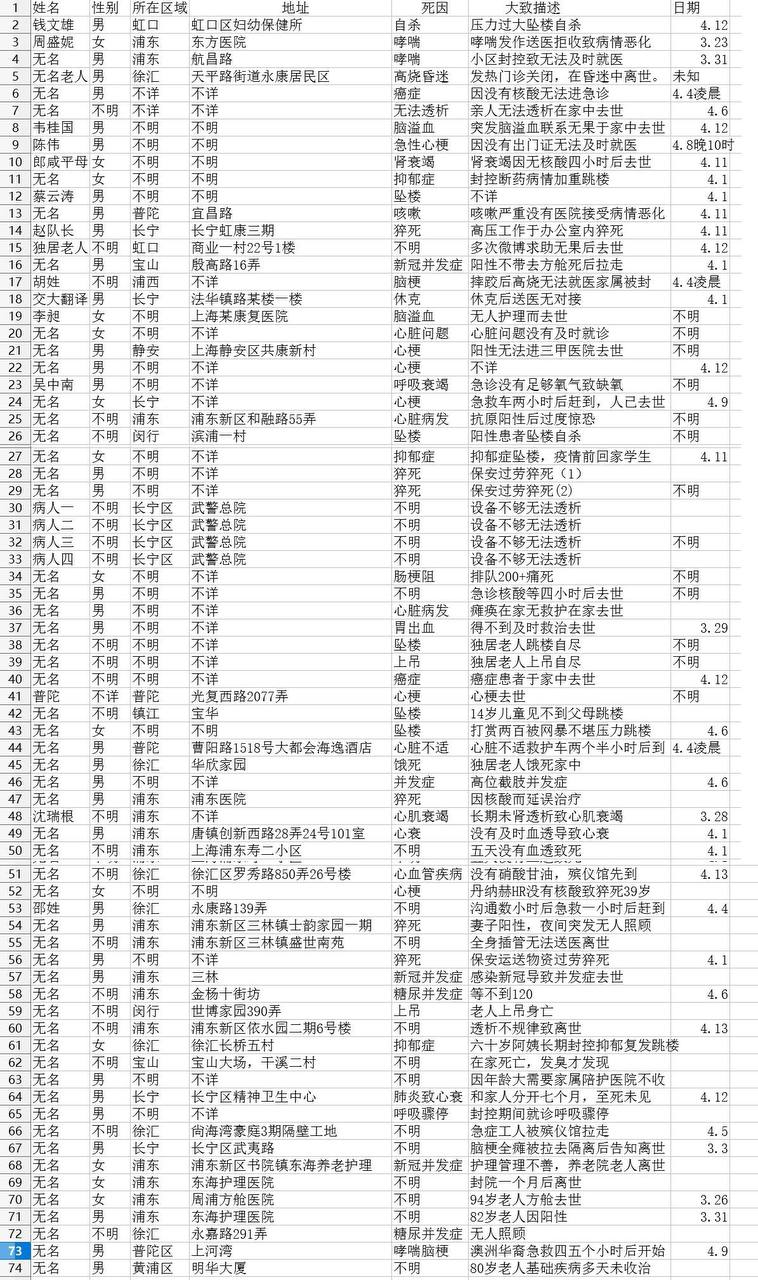 1 姓名 性别 所在区域 地址 死因 大致描述 日期
2 钱文雄 男 虹口 虹口区妇幼保健所 自杀 压力过大坠楼自杀 4.12
3 周盛妮 女 浦东 东方医院 哮喘 哮喘发作送医拒收致病情恶化 3.23
4 无名 男 浦东 航昌路 哮喘 小区封控致无法及时就医 3.31
5 无名老人 男 徐汇 天平路街道永康居民区 高烧昏迷 发热门诊关闭，在昏迷中离世。 未知
6 无名 男 不详 不详 癌症 因没有核酸无法进急诊 4.4凌晨
7 无名 不明 不详 不详 无法透析 亲人无法透析在家中去世 4.6
8 韦桂国 男 不明 不明 脑溢血 突发脑溢血联系无果于家中去世 4.12
9 陈伟 男 不明 不明 急性心梗 因没有出门证无法及时就医 4.8晚10时
10 郎咸平母 女 不明 不明 肾衰竭 肾衰竭因无核酸四小时后去世 4.11
11 无名 女 不明 不明 抑郁症 封控断药病情加重跳楼 4.1
12 蔡云涛 男 不明 不明 坠楼 不详 4.1
13 无名 男 普陀 宜昌路 咳嗽 咳嗽严重没有医院接受病情恶化 4.11
14 赵队长 男 长宁 长宁虹康三期 猝死 高压工作于办公室内猝死 4.11
15 独居老人 不明 虹口 商业一村22号1楼 不明 多次微博求助无果后去世 4.12
16 无名 男 宝山 殷高路16弄 新冠并发症 阳性不带去方舱死后拉走 4.1
17 胡姓 不明 浦西 不详 脑梗 摔跤后高烧无法就医家属被封 4.4凌晨
18 交大翻译 男 长宁 法华镇路某楼一楼 休克 休克后送医无对接 4.1
19 李昶 女 不明 上海某康复医院 脑溢血 无人护理而去世 不明
20 无名 女 不明 不详 心脏问题 心脏问题没有及时就诊 不明
21 无名 男 静安 上海静安区共康新村 心梗 阳性无法进三甲医院去世 不明
22 无名 男 不明 不详 心梗 不详 4.12
23 吴中南 男 不明 不详 呼吸衰竭 急诊没有足够氧气致缺氧 不明
24 无名 女 长宁 不详 心梗 急救车两小时后赶到，人已去世 4.9
25 无名 不明 浦东 浦东新区和融路55弄 心脏病发 抗原阳性后过度惊恐 不明
26 无名 不明 闵行 滨浦一村 坠楼 阳性患者坠楼自杀 不明
27 无名 女 不明 不详 抑郁症 抑郁症坠楼，疫情前回家学生 4.11
28 无名 男 不明 不详 猝死 保安过劳猝死（1）
29 无名 男 不明 不详 猝死 保安过劳猝死(2) 不明
30 病人一 不明 长宁区 武警总院 不明 设备不够无法透析
31 病人二 不明 长宁区 武警总院 不明 设备不够无法透析
32 病人三 不明 长宁区 武警总院 不明 设备不够无法透析 不明
33 病人四 不明 长宁区 武警总院 不明 设备不够无法透析
34 无名 女 不明 不详 肠梗阻 排队200+痛死 不明
35 无名 男 不明 不详 不明 急诊核酸等四小时后去世 不明
36 无名 男 不明 不详 心脏病发 瘫痪在家无救护在家去世
37 无名 男 不明 不详 胃出血 得不到及时救治去世 3.29
38 无名 不明 不明 不详 坠楼 独居老人跳楼自尽 不明
39 无名 不明 不明 不详 上吊 独居老人上吊自尽 不明
40 无名 不明 不明 不详 癌症 癌症患者于家中去世 4.12
41 普陀 不详 普陀 光复西路2077弄 心梗 心梗去世 不明
42 无名 不明 镇江 宝华 坠楼 14岁儿童见不到父母跳楼
43 无名 女 不明 不明 坠楼 打赏两百被网暴不堪压力跳楼 4.6
44 无名 男 普陀 曹阳路1518号大都会海逸酒店 心脏不适 心脏不适救护车两个半小时后到 4.4凌晨
45 无名 男 徐汇 华欣家园 饿死 独居老人饿死家中
46 无名 男 不明 不详 并发症 高位截肢并发症 4.6
47 无名 男 浦东 浦东医院 猝死 因核酸而延误治疗
48 沈瑞根 不明 浦东 不详 心肌衰竭 长期未肾透析致心肌衰竭 3.28
49 无名 男 浦东 唐镇创新西路28弄24号101室 心衰 没有及时血透导致心衰 4.1
50 无名 不明 浦东 上海浦东寿二小区 不明 五天没有血透致死 4.1
51 无名 不明 徐汇 徐汇区罗秀路850弄26号楼 心血管疾病 没有硝酸甘油，殡仪馆先到 4.13
52 无名 女 不明 不明 心梗 丹纳赫HR没有核酸致猝死39岁
53 邵姓 男 徐汇 永康路139弄 不明 沟通数小时后急救一小时后赶到 4.4
54 无名 男 浦东 浦东新区三林镇士韵家园一期 猝死 妻子阳性，夜间突发无人照顾
55 无名 不明 浦东 浦东新区三林镇盛世南苑 不明 全身插管无法送医离世
56 无名 男 不明 不详 猝死 保安运送物资过劳猝死 4.1
57 无名 男 浦东 三林 新冠并发症 感染新冠导致并发症去世
58 无名 不明 浦东 金杨十街坊 糖尿并发症 等不到120 4.6
59 无名 不明 闵行 世博家园390弄 上吊 老人上吊身亡
60 无名 不明 浦东 浦东新区依水园二期6号楼 不明 透析不规律致离世 4.13
61 无名 女 徐汇 徐汇长桥五村 抑郁症 六十岁阿姨长期封控抑郁复发跳楼
62 无名 不明 宝山 宝山大场，干溪二村 不明 在家死亡，发臭才发现
63 无名 男 不明 不详 不明 因年龄大需要家属陪护医院不收
64 无名 男 长宁 长宁区精神卫生中心 肺炎致心衰 和家人分开七个月，至死未见 4.12
65 无名 男 不明 不详 呼吸骤停 封控期间就诊呼吸骤停
66 无名 不明 徐汇 尚海湾豪庭3期隔壁工地 不明 急症工人被殡仪馆拉走 4.5
67 无名 男 长宁 长宁区武夷路 不明 脑梗全瘫被拉去隔离后告知离世 3.3
68 无名 女 浦东 浦东新区书院镇东海养老护理 新冠并发症 护理管理不善，养老院老人离世
69 无名 女 浦东 东海护理医院 不明 封院一个月后离世
70 无名 女 浦东 周浦方舱医院 不明 94岁老人方舱去世 3.26
71 无名 男 浦东 东海护理医院 不明 82岁老人因阳性 3.31
72 无名 不明 徐汇 永嘉路291弄 糖尿并发症 无人照顾
73 无名 男 普陀区 上河湾 哮喘脑梗 澳洲华裔急救四五个小时后开始 4.9
74 无名 男 黄浦区 明华大厦 不明 80岁老人基础疾病多天未收治